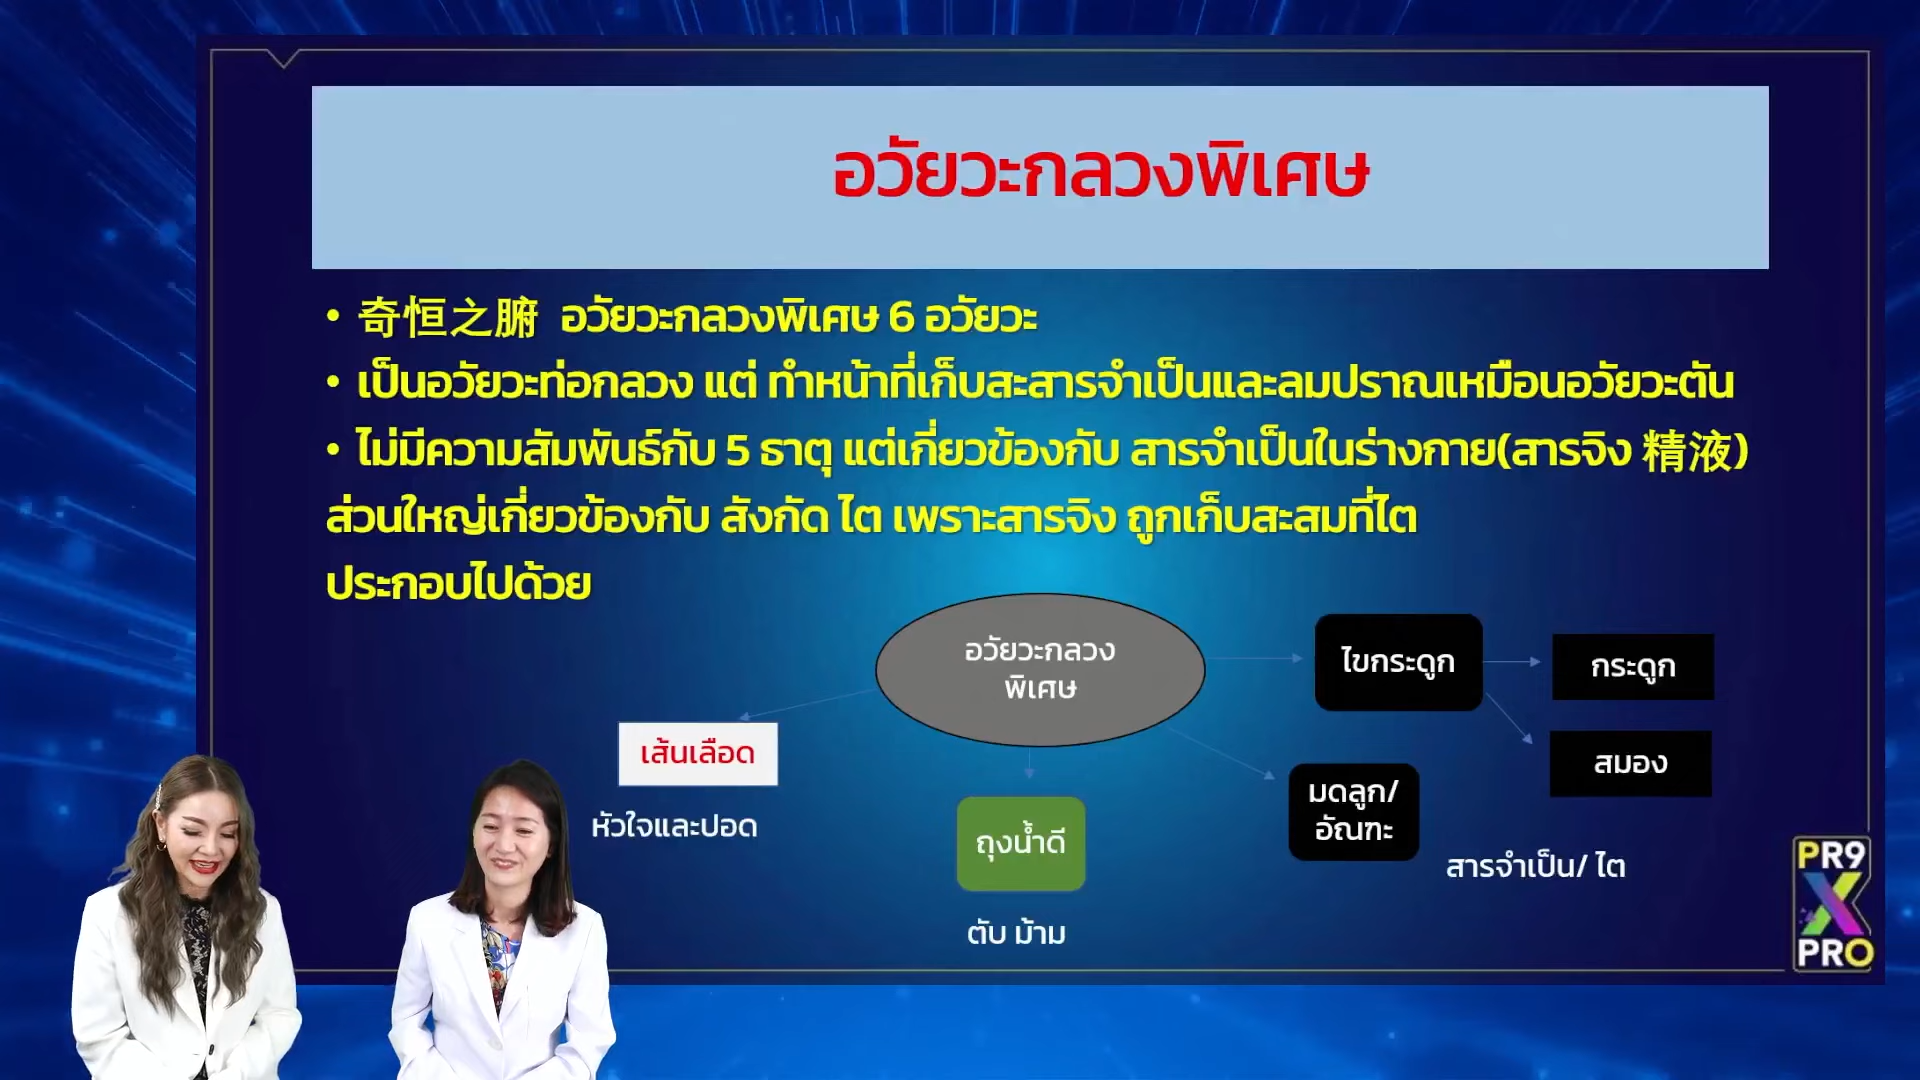 อวัยวะกลวงพิเศษ
• 奇恒之腑 อวัยวะกลวงพิเศษ 6 อวัยวะ
• เป็นอวัยวะท่อกลวง แต่ ทำหน้าที่เก็บสะสารจำเป็นและลมปราณเหมือนอวัยวะตัน
• ไม่มีความสัมพันธ์กับ 5 ธาตุ แต่เกี่ยวข้องกับ สารจำเป็นในร่างกาย(สารจิง 精液)
ส่วนใหญ่เกี่ยวข้องกับ สังกัด ไต เพราะสารจิง ถูกเก็บสะสมที่ไต
ประกอบไปด้วย
อวัยวะกลวง
พิเศษ
ไขกระดูก
กระดูก
สมอง
เส้นเลือด
หัวใจและปอด
ถุงน้ำดี
ตับ ม้าม
มดลูก/
อัณฑะ
สารจำเป็น/ ไต
PR9
X
PRO